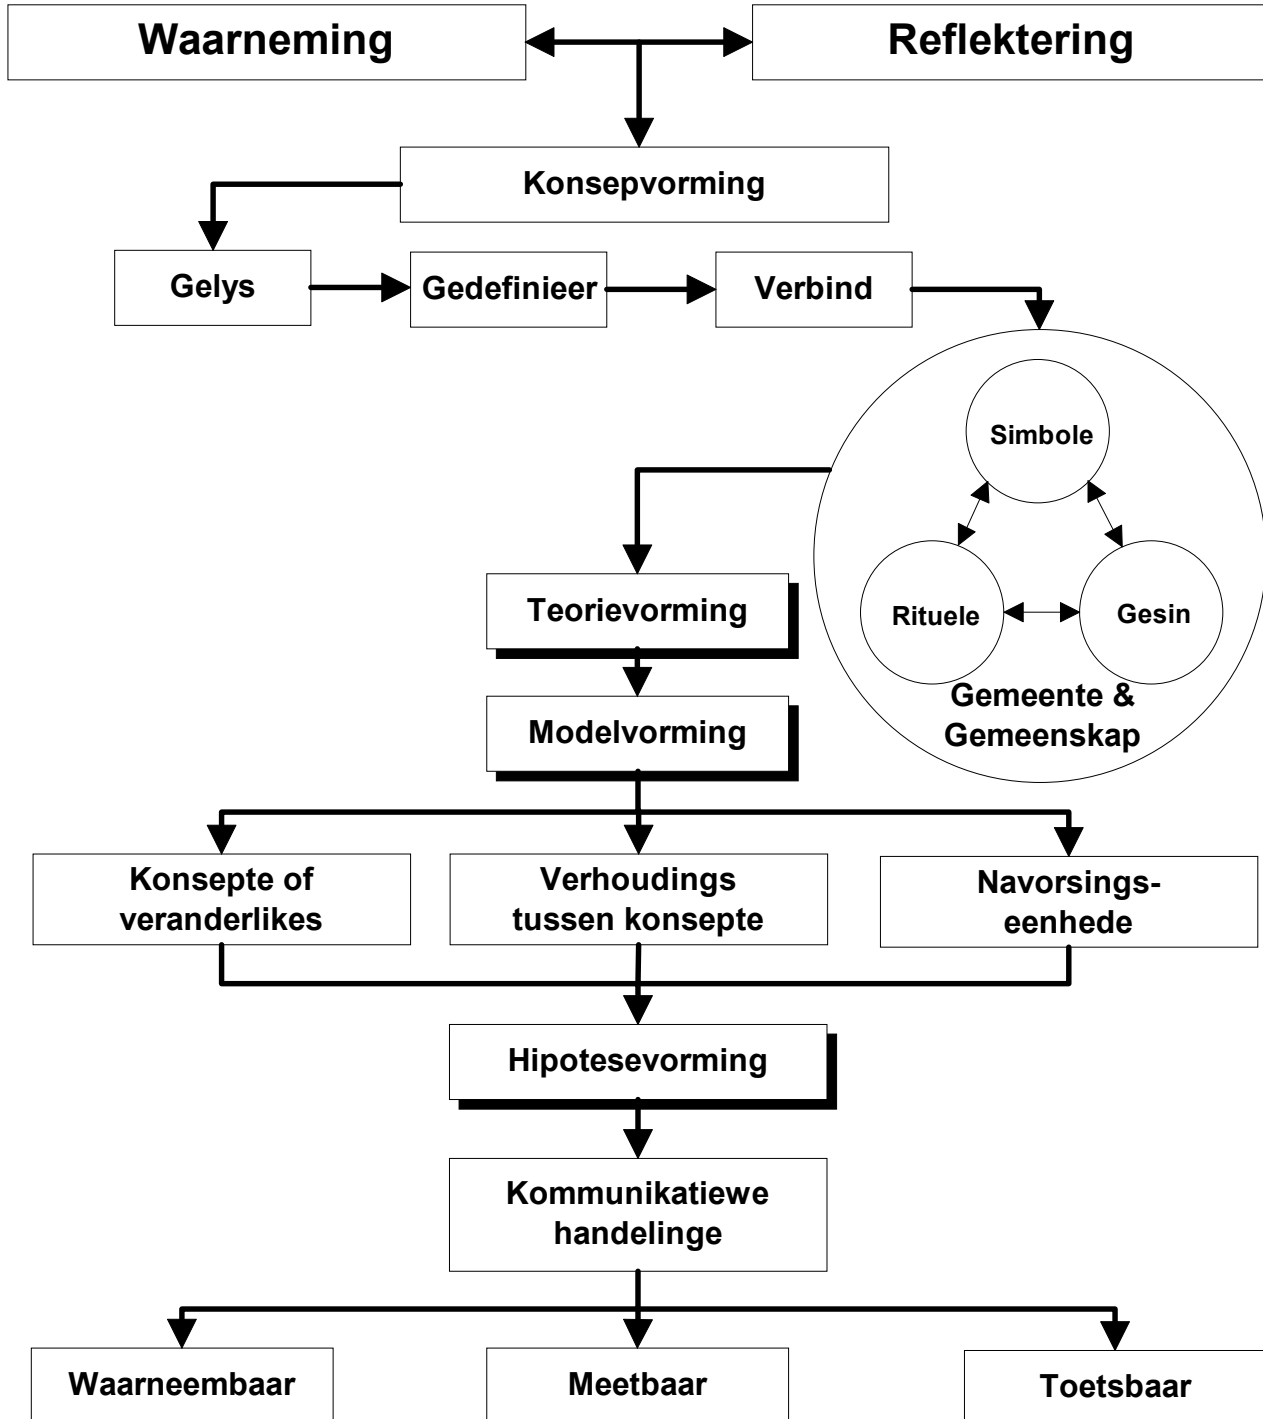 Waarneming
Reflektering
Konsepvorming
Gelys
Gedefinieer
Verbind
Simbole
Rituele
Gesin
Gemeente &
Gemeenskap
Teorievorming
Modelvorming
Konsepte of
veranderlikes
Verhoudings
tussen konsepte
Navorsings-
eenhede
Hipotesevorming
Kommunikatiewe
handelinge
Waarneembaar
Meetbaar
Toetsbaar